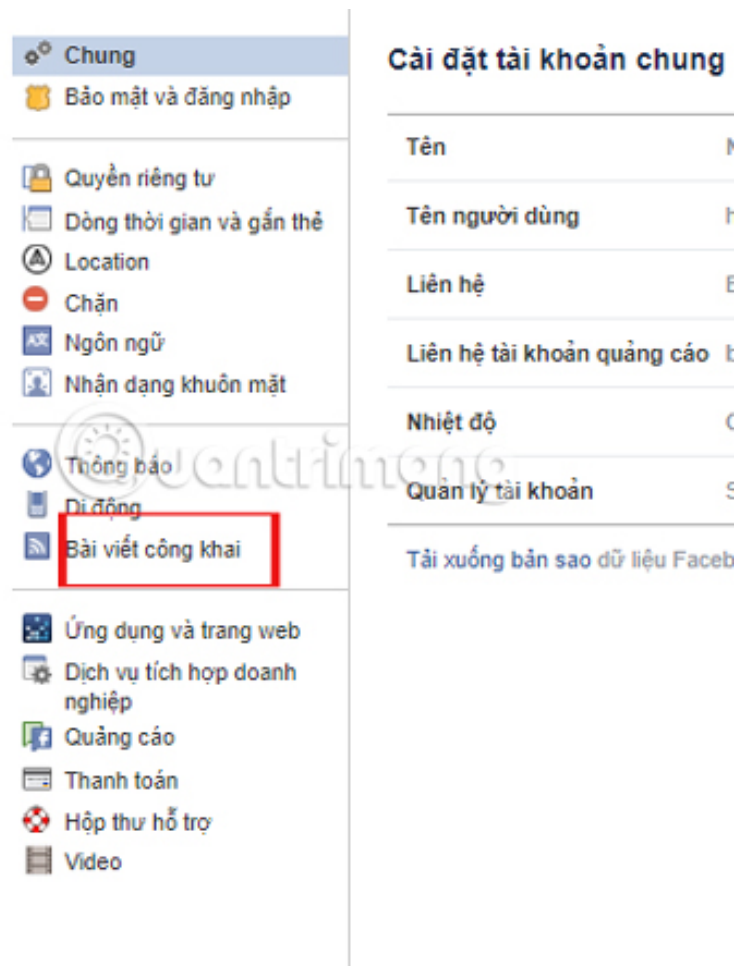 Chung
Bảo mật và đăng nhập
Quyền riêng tư
Dòng thời gian và gắn thẻ
Location
Chặn
Ngôn ngữ
Nhận dạng khuôn mặt
Thông báo
Di động
Bài viết công khai
Ứng dụng và trang web
Dịch vụ tích hợp doanh
nghiệp
Quảng cáo
Thanh toán
Hộp thư hỗ trợ
Video
Cài đặt tài khoản chung
Tên
Tên người dùng
Liên hệ
Liên hệ tài khoản quảng cáo
Nhiệt độ
Quản lý tài khoản
Tải xuống bản sao dữ liệu Faceb
Quantrimang